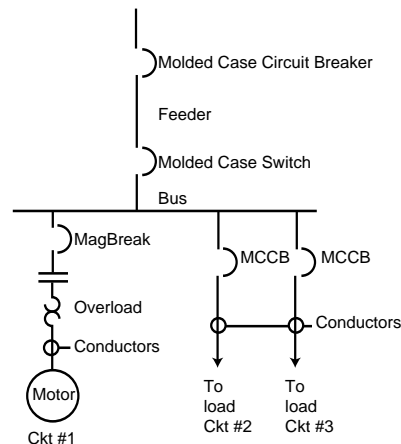 Molded Case Circuit Breaker
Feeder
Molded Case Switch
Bus
MagBreak
MCCB
MCCB
Overload
Conductors
Conductors
Motor
Ckt #1
To
load
Ckt #2
To
load
Ckt #3